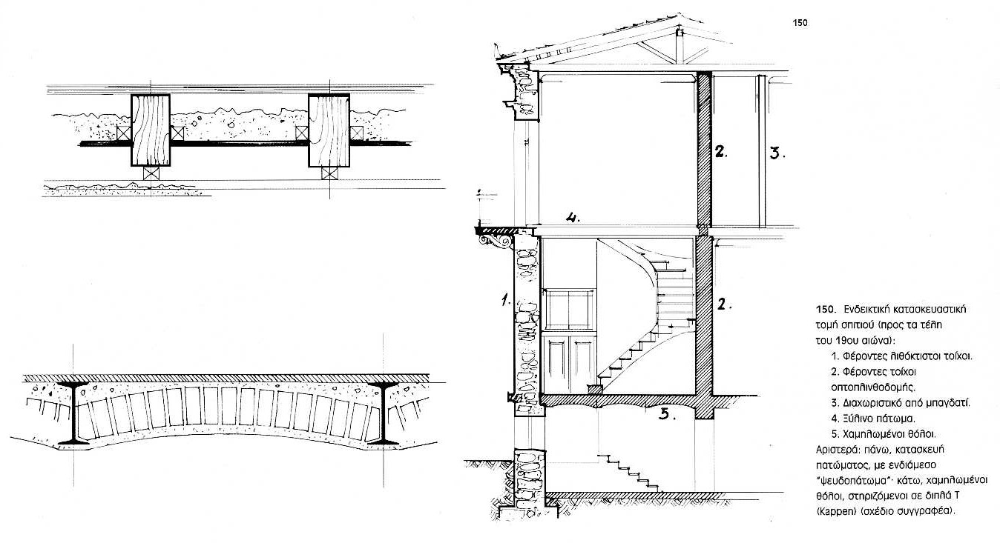 150
2.
3.
4.
1.
2.
5.
150. Ενδεικτική κατασκευαστική
τομή σπιτιού (προς τα τέλη
του 19ου αιώνα):
1. Φέροντες λιθόκτιστοι τοίχοι.
2. Φέροντες τοίχοι
οπτοπλινθοδομής.
3. Διαχωριστικό από μπαγδατί.
4. Ξύλινο πάτωμα.
5. Χαμηλωμένοι θόλοι.
Αριστερά: πάνω, κατασκευή
πατώματος, με ενδιάμεσο
"ψευδοπάτωμα"· κάτω, χαμηλωμένοι
θόλοι, στηριζόμενοι σε διπλά Τ
(Kappen) (σχέδιο συγγραφέα).